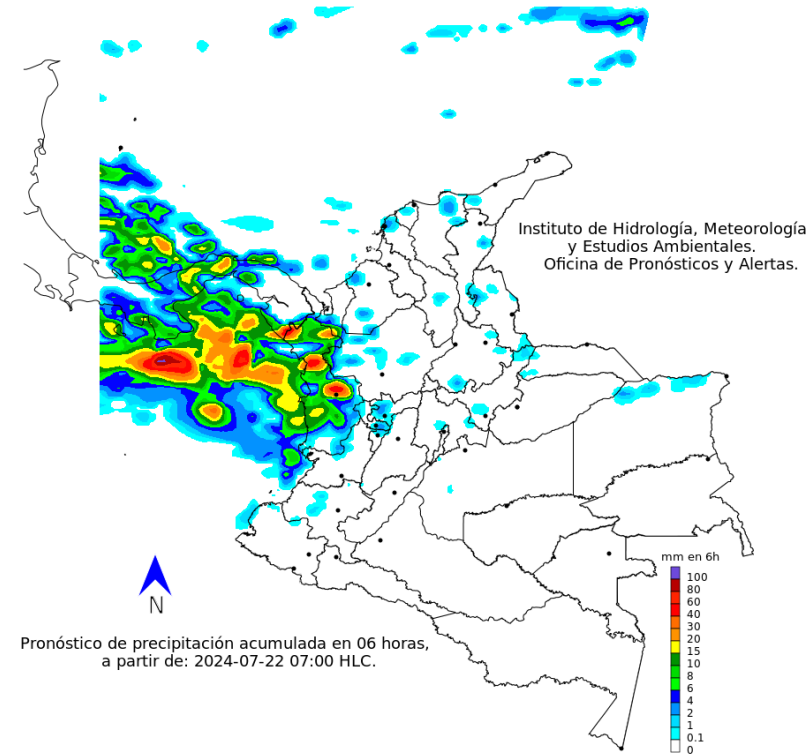 Instituto de Hidrología, Meteorología
y Estudios Ambientales.
Oficina de Pronósticos y Alertas.
mm en 6h
100
80
60
40
30
20
15
10
8
6
4
2
1
0.1
0
N
Pronóstico de precipitación acumulada en 06 horas,
a partir de: 2024-07-22 07:00 HLC.